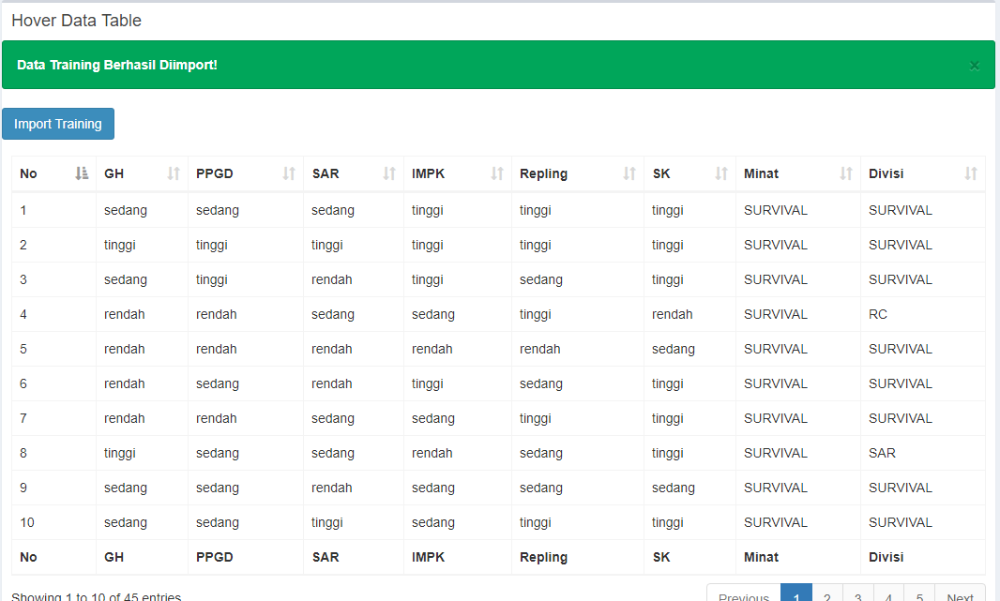 Hover Data Table
Data Training Berhasil Diimport!
×
Import Training
No GH PPGD SAR IMPK Repling SK Minat Divisi
1 sedang sedang sedang tinggi tinggi tinggi SURVIVAL SURVIVAL
2 tinggi tinggi tinggi tinggi tinggi tinggi SURVIVAL SURVIVAL
3 sedang tinggi rendah tinggi sedang tinggi SURVIVAL SURVIVAL
4 rendah rendah sedang sedang tinggi rendah SURVIVAL RC
5 rendah rendah rendah rendah rendah sedang SURVIVAL SURVIVAL
6 rendah sedang rendah tinggi sedang tinggi SURVIVAL SURVIVAL
7 rendah rendah sedang sedang tinggi tinggi SURVIVAL SURVIVAL
8 tinggi sedang sedang rendah sedang tinggi SURVIVAL SAR
9 sedang sedang rendah sedang sedang sedang SURVIVAL SURVIVAL
10 sedang sedang tinggi sedang tinggi tinggi SURVIVAL SURVIVAL
No GH PPGD SAR IMPK Repling SK Minat Divisi
Showing 1 to 10 of 45 entries Previous 1 2 3 4 5 Next